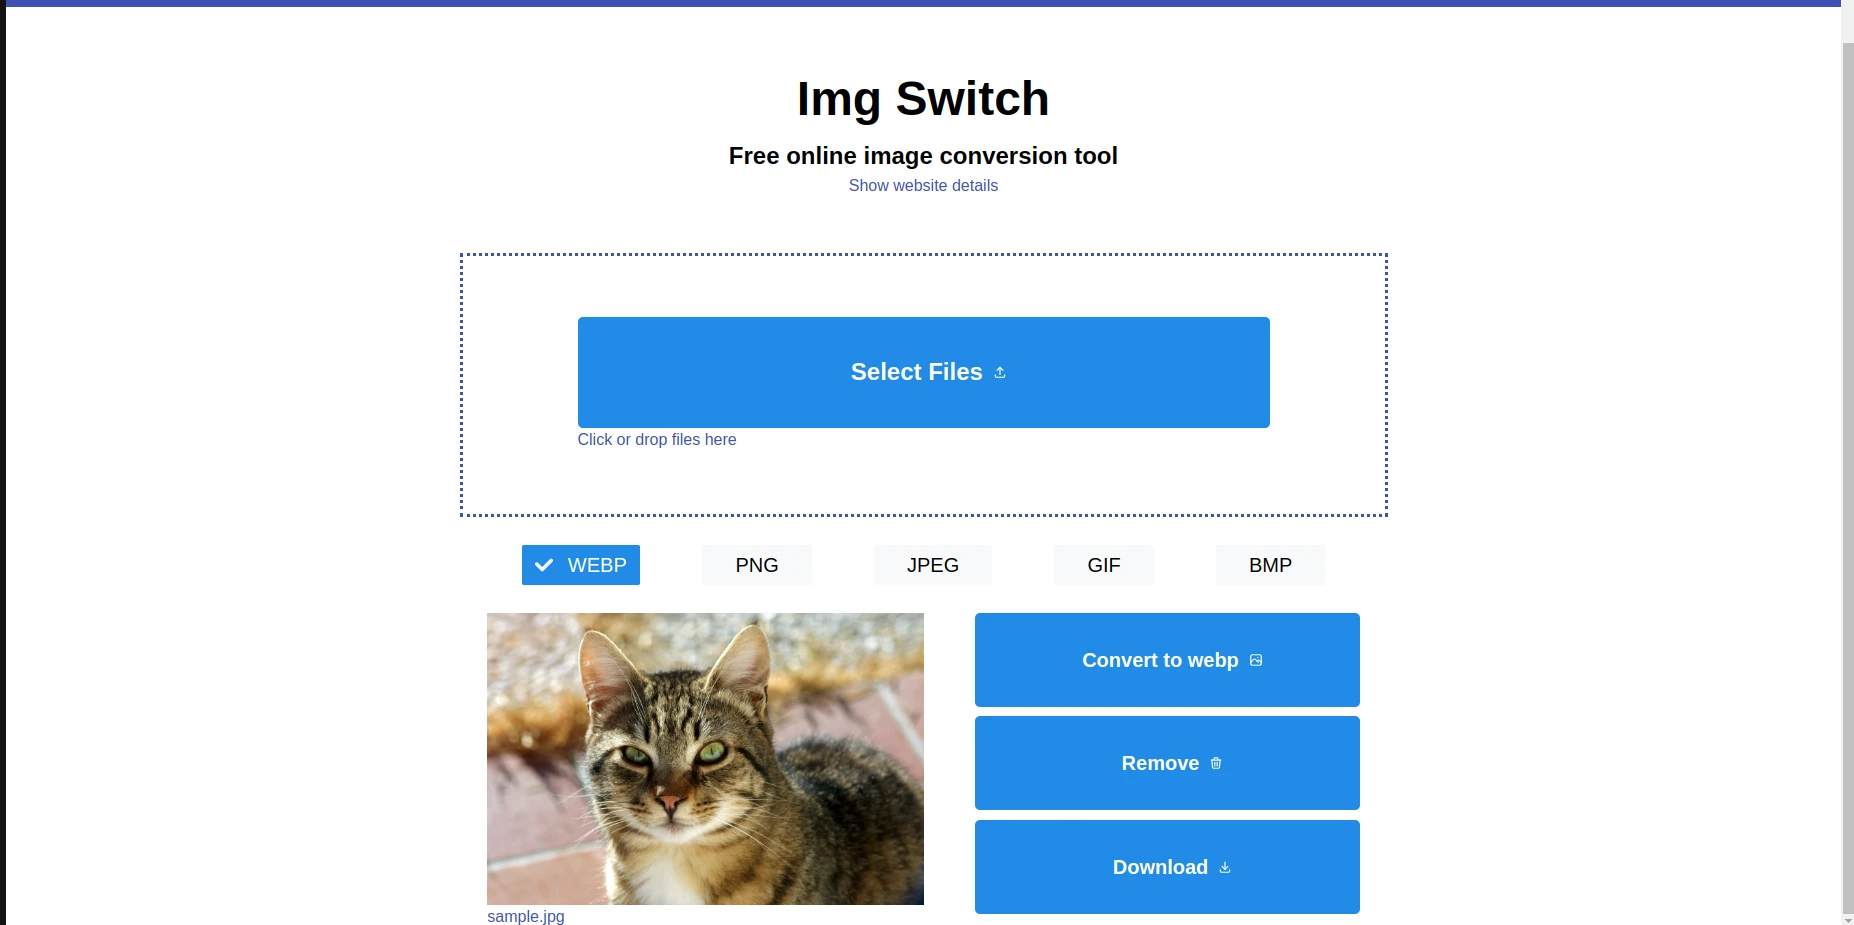 Img Switch
Free online image conversion tool
Show website details
Select Files
Click or drop files here
WEBP
PNG
JPEG
GIF
BMP
Convert to webp
Remove
Download
sample.jpg